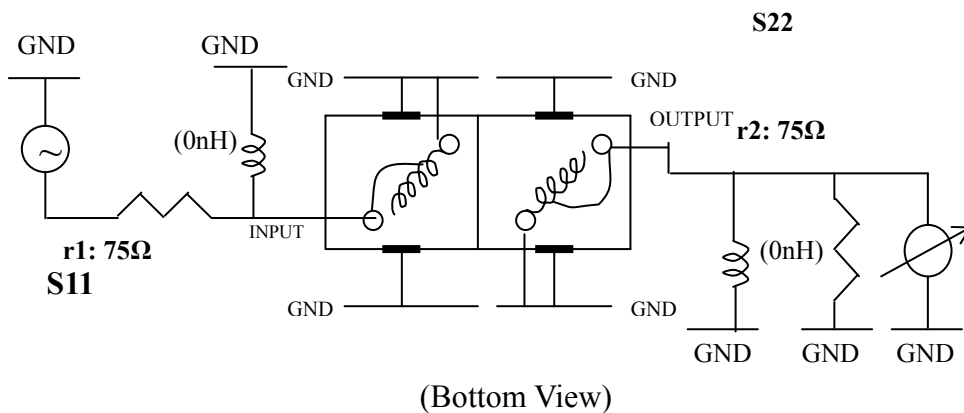 S22
GND
GND
GND
GND
(0nH)
OUTPUT
r2: 75Ω
~
INPUT
r1: 75Ω
S11
(0nH)
GND
GND
GND
GND
GND
(Bottom View)